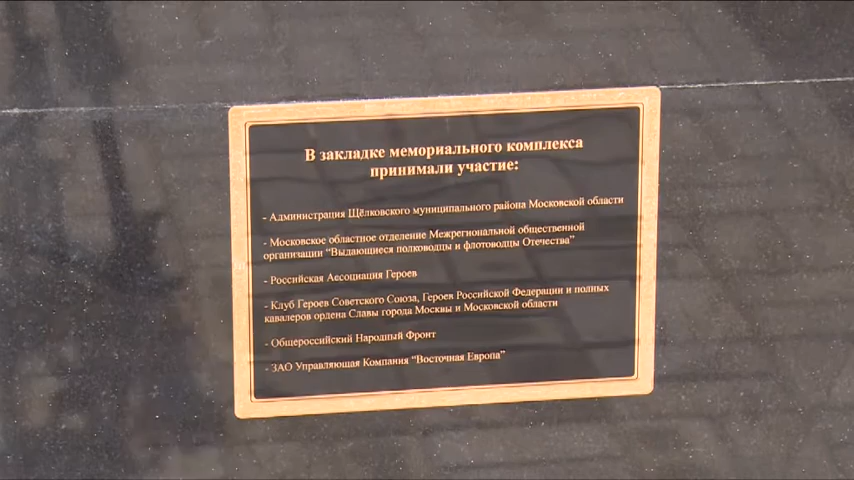 В закладке мемориального комплекса
принимали участие:
- Администрация Щёлковского муниципального района Московской области
- Московское областное отделение Межрегиональной общественной
организации "Выдающиеся полководцы и флотоводцы Отечества"
- Российская Ассоциация Героев
- Клуб Героев Советского Союза, Героев Российской Федерации и полных
кавалеров ордена Славы города Москвы и Московской области
- Общероссийский Народный Фронт
- ЗАО Управляющая Компания "Восточная Европа"